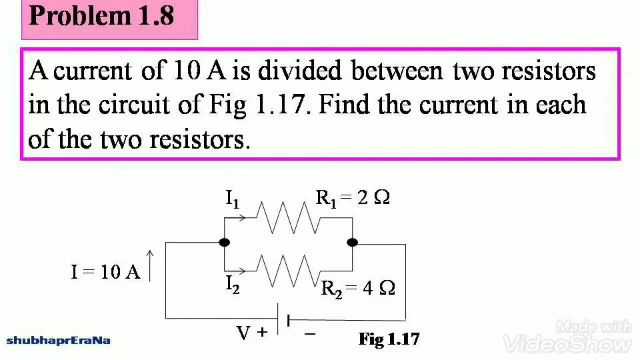 Problem 1.8
A current of 10 A is divided between two resistors
in the circuit of Fig 1.17. Find the current in each
of the two resistors.
I₁
R₁ = 2 Ω
I = 10 A
I₂
R₂ = 4 Ω
V + −
Fig 1.17
shubhaprEraNa
Made with
VideoShow